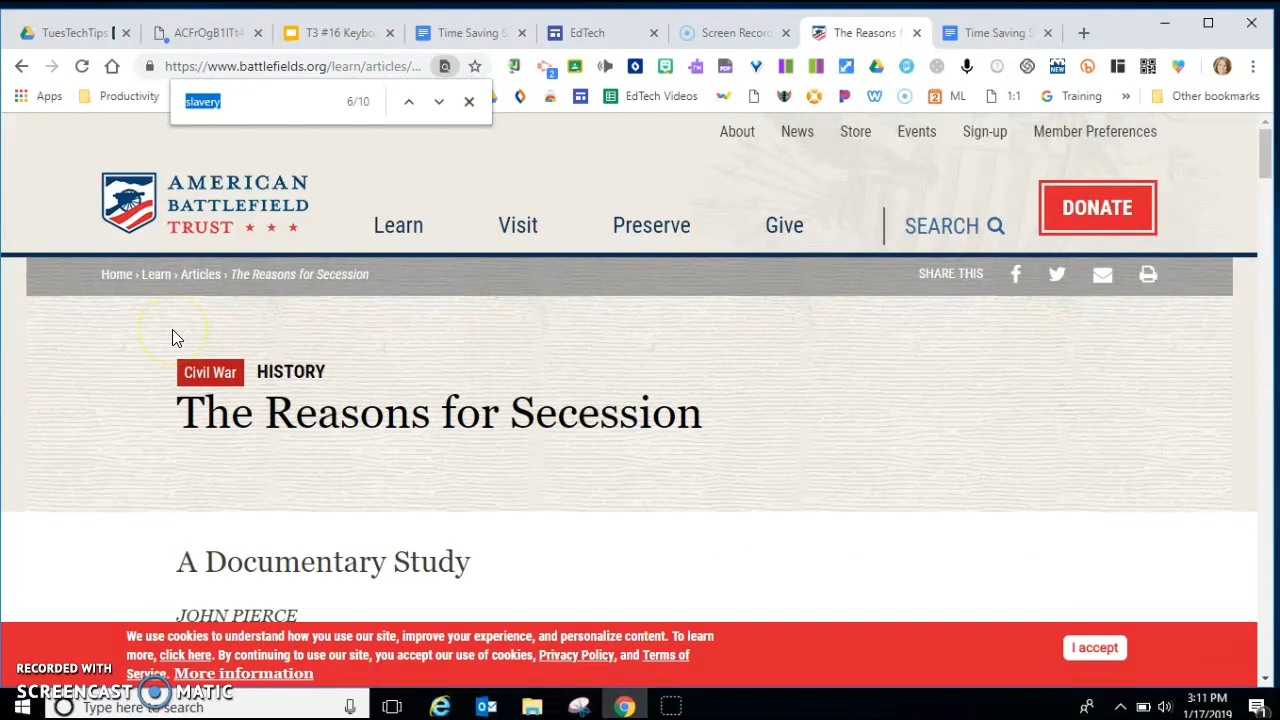 TuesTechTips
ACFrOgB1ITt4
T3 #16 Keybo
Time Saving S
EdTech
Screen Record
The Reasons f
Time Saving S
https://www.battlefields.org/learn/articles/...
2
PDF
NEW
Apps
Productivity
slavery
6/10
EdTech Videos
2
ML
1:1
Training
»
Other bookmarks
About
News
Store
Events
Sign-up
Member Preferences
AMERICAN
BATTLEFIELD
TRUST
Learn
Visit
Preserve
Give
SEARCH
DONATE
Home › Learn › Articles › The Reasons for Secession
SHARE THIS
Civil War
HISTORY
The Reasons for Secession
A Documentary Study
JOHN PIERCE
We use cookies to understand how you use our site, improve your experience, and personalize content. To learn
more, click here. By continuing to use our site, you accept our use of cookies, Privacy Policy, and Terms of
Service. More information
I accept
RECORDED WITH
SCREENCAST MATIC
Type here to search
3:11 PM
1/17/2019
1